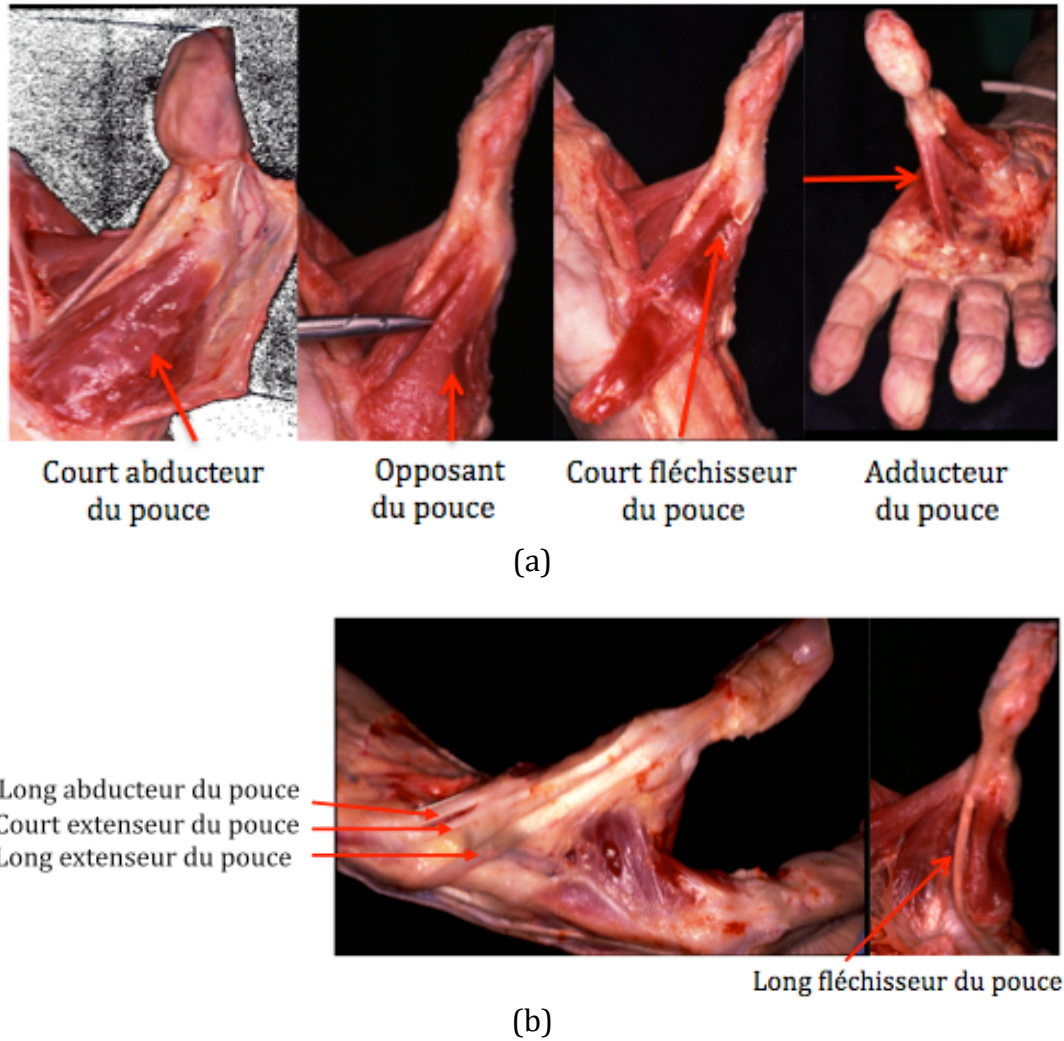 Court abducteur
du pouce
Opposant
du pouce
Court fléchisseur
du pouce
Adducteur
du pouce
(a)
Long abducteur du pouce
Court extenseur du pouce
Long extenseur du pouce
Long fléchisseur du pouce
(b)